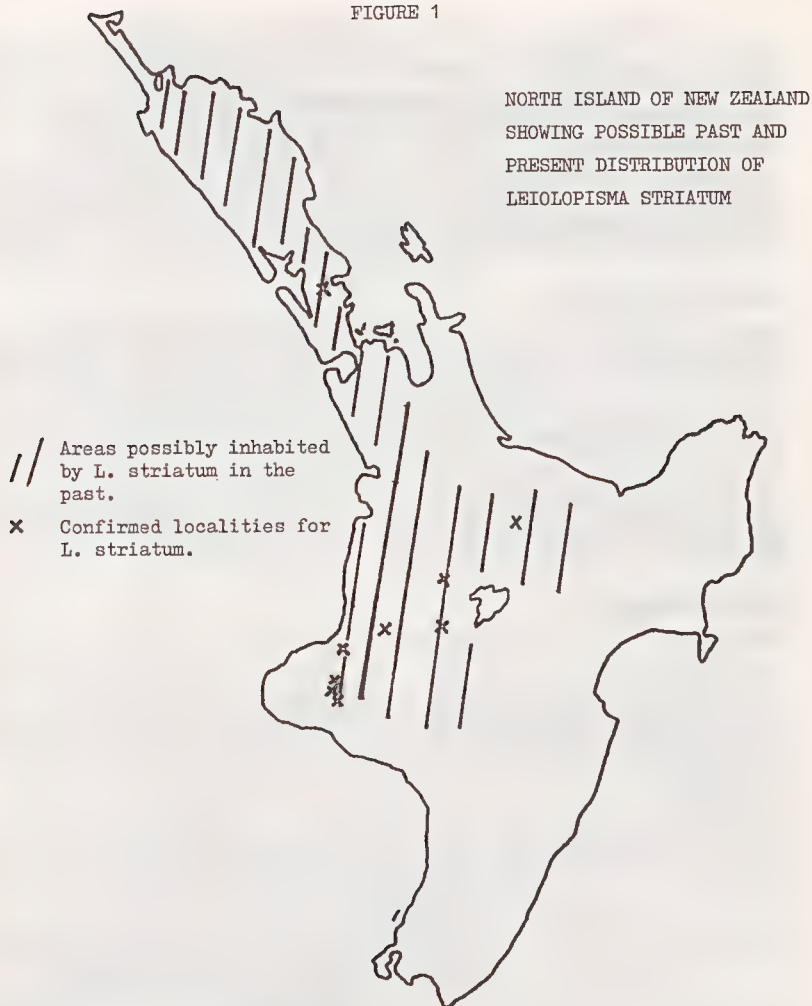 FIGURE 1
NORTH ISLAND OF NEW ZEALAND
SHOWING POSSIBLE PAST AND
PRESENT DISTRIBUTION OF
LEIOLOPISMA STRIATUM
// Areas possibly inhabited
by L. striatum in the
past.
x Confirmed localities for
L. striatum.